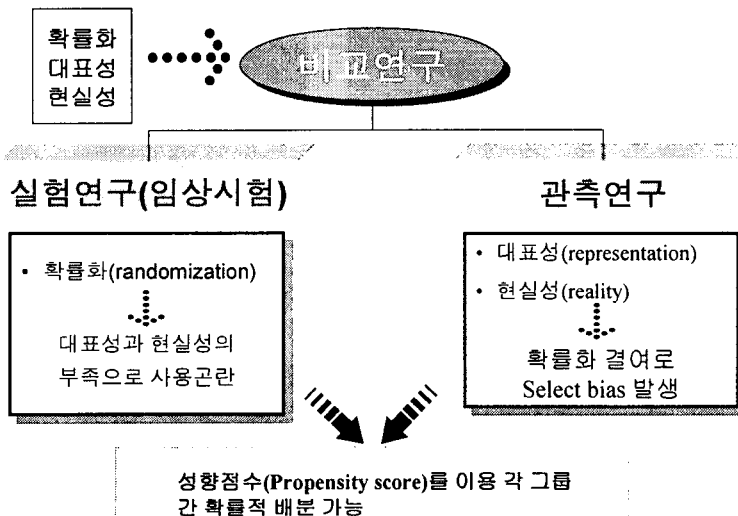 확률화
대표성
현실성
비교연구
실험연구(임상시험)
• 확률화(randomization)
대표성과 현실성의
부족으로 사용곤란
관측연구
• 대표성(representation)
• 현실성(reality)
확률화 결여로
Select bias 발생
성향점수(Propensity score)를 이용 각 그룹
간 확률적 배분 가능